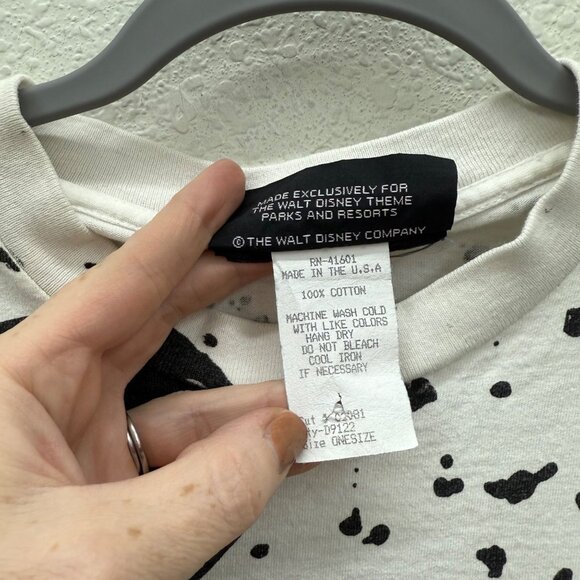 MADE EXCLUSIVELY FOR
THE WALT DISNEY THEME
PARKS AND RESORTS
© THE WALT DISNEY COMPANY
RN-41601
MADE IN THE U.S.A
100% COTTON
MACHINE WASH COLD
WITH LIKE COLORS
HANG DRY
DO NOT BLEACH
COOL IRON
IF NECESSARY
ONESIZE